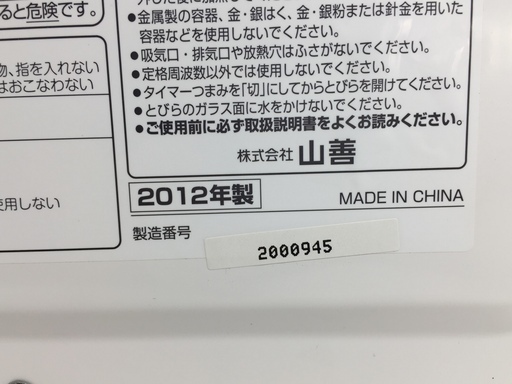 ると危険です。
●金属製の容器、金・銀はく、金・銀粉または針金を用いた
容器などを使用しないでください。
●吸気口・排気口や放熱穴はふさがないでください。
●定格周波数以外では使用しないでください。
●タイマーつまみを「切」にしてからとびらを開けてください。
●とびらのガラス面に水をかけないでください。
●ご使用前に必ず取扱説明書をよくお読みください。
株式会社 山善
物、指を入れない
はおこなわない
使用しない
2012年製
MADE IN CHINA
製造番号
2000945